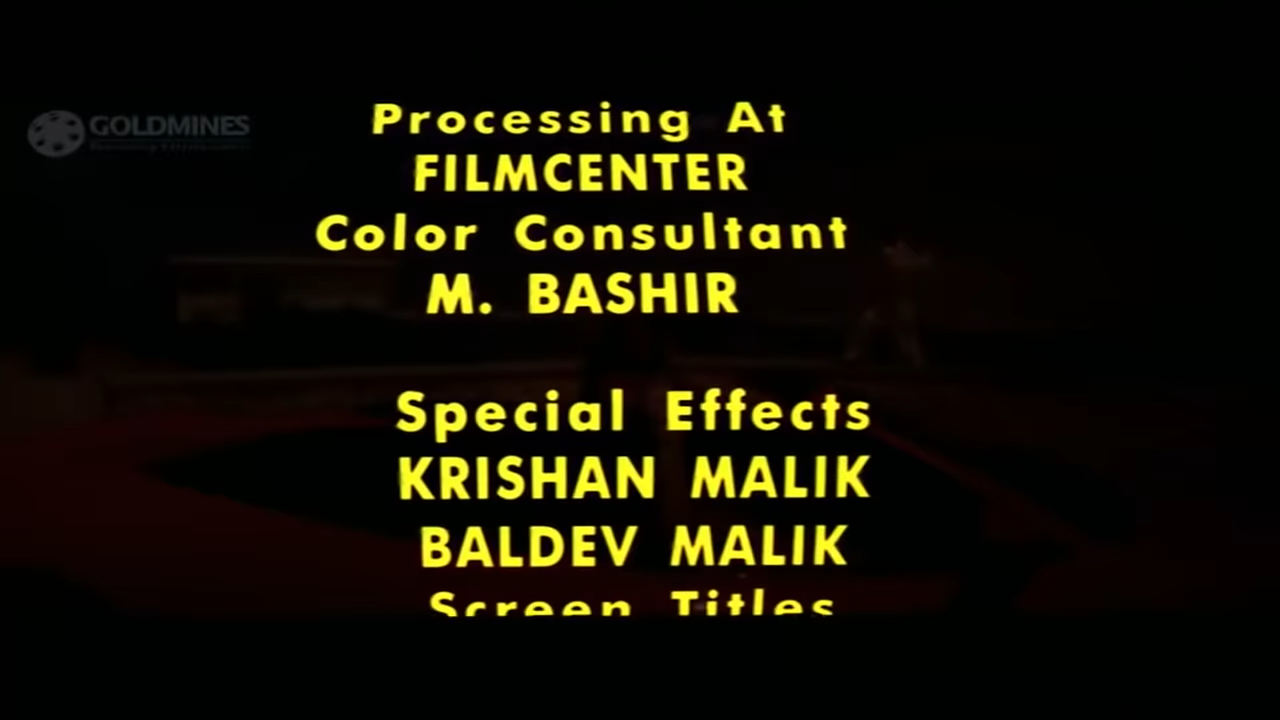 GOLDMINES
Processing At
FILMCENTER
Color Consultant
M. BASHIR
Special Effects
KRISHAN MALIK
BALDEV MALIK
Screen Titles